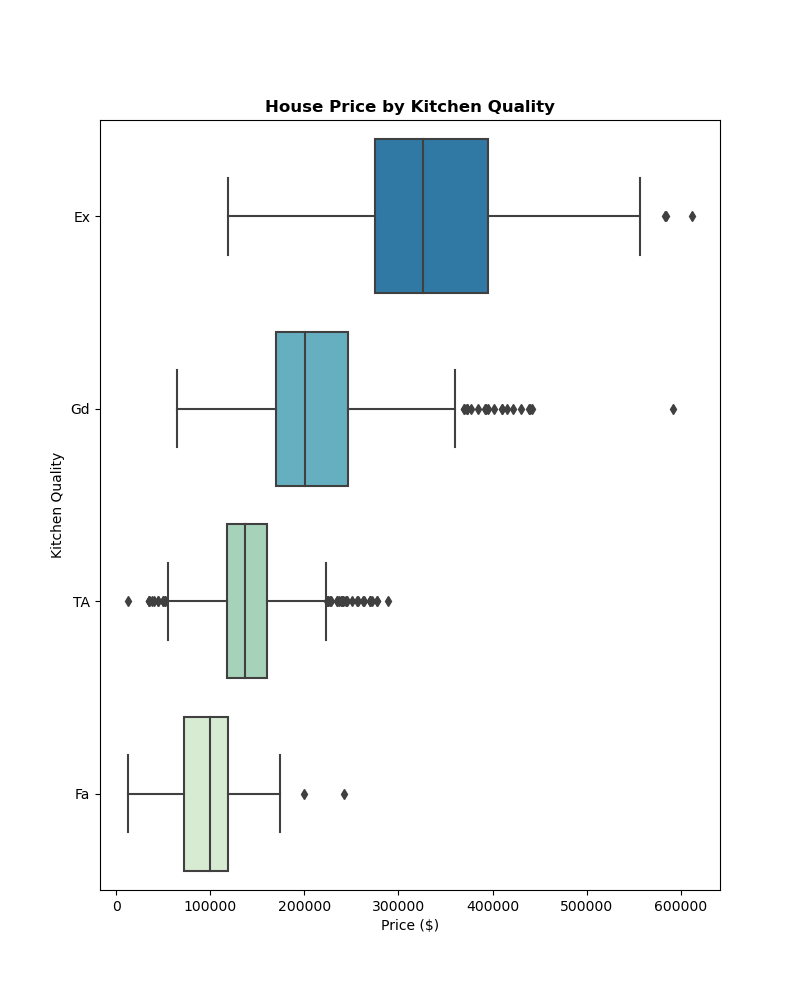 House Price by Kitchen Quality
Kitchen Quality
Ex
Gd
TA
Fa
0 100000 200000 300000 400000 500000 600000
Price ($)